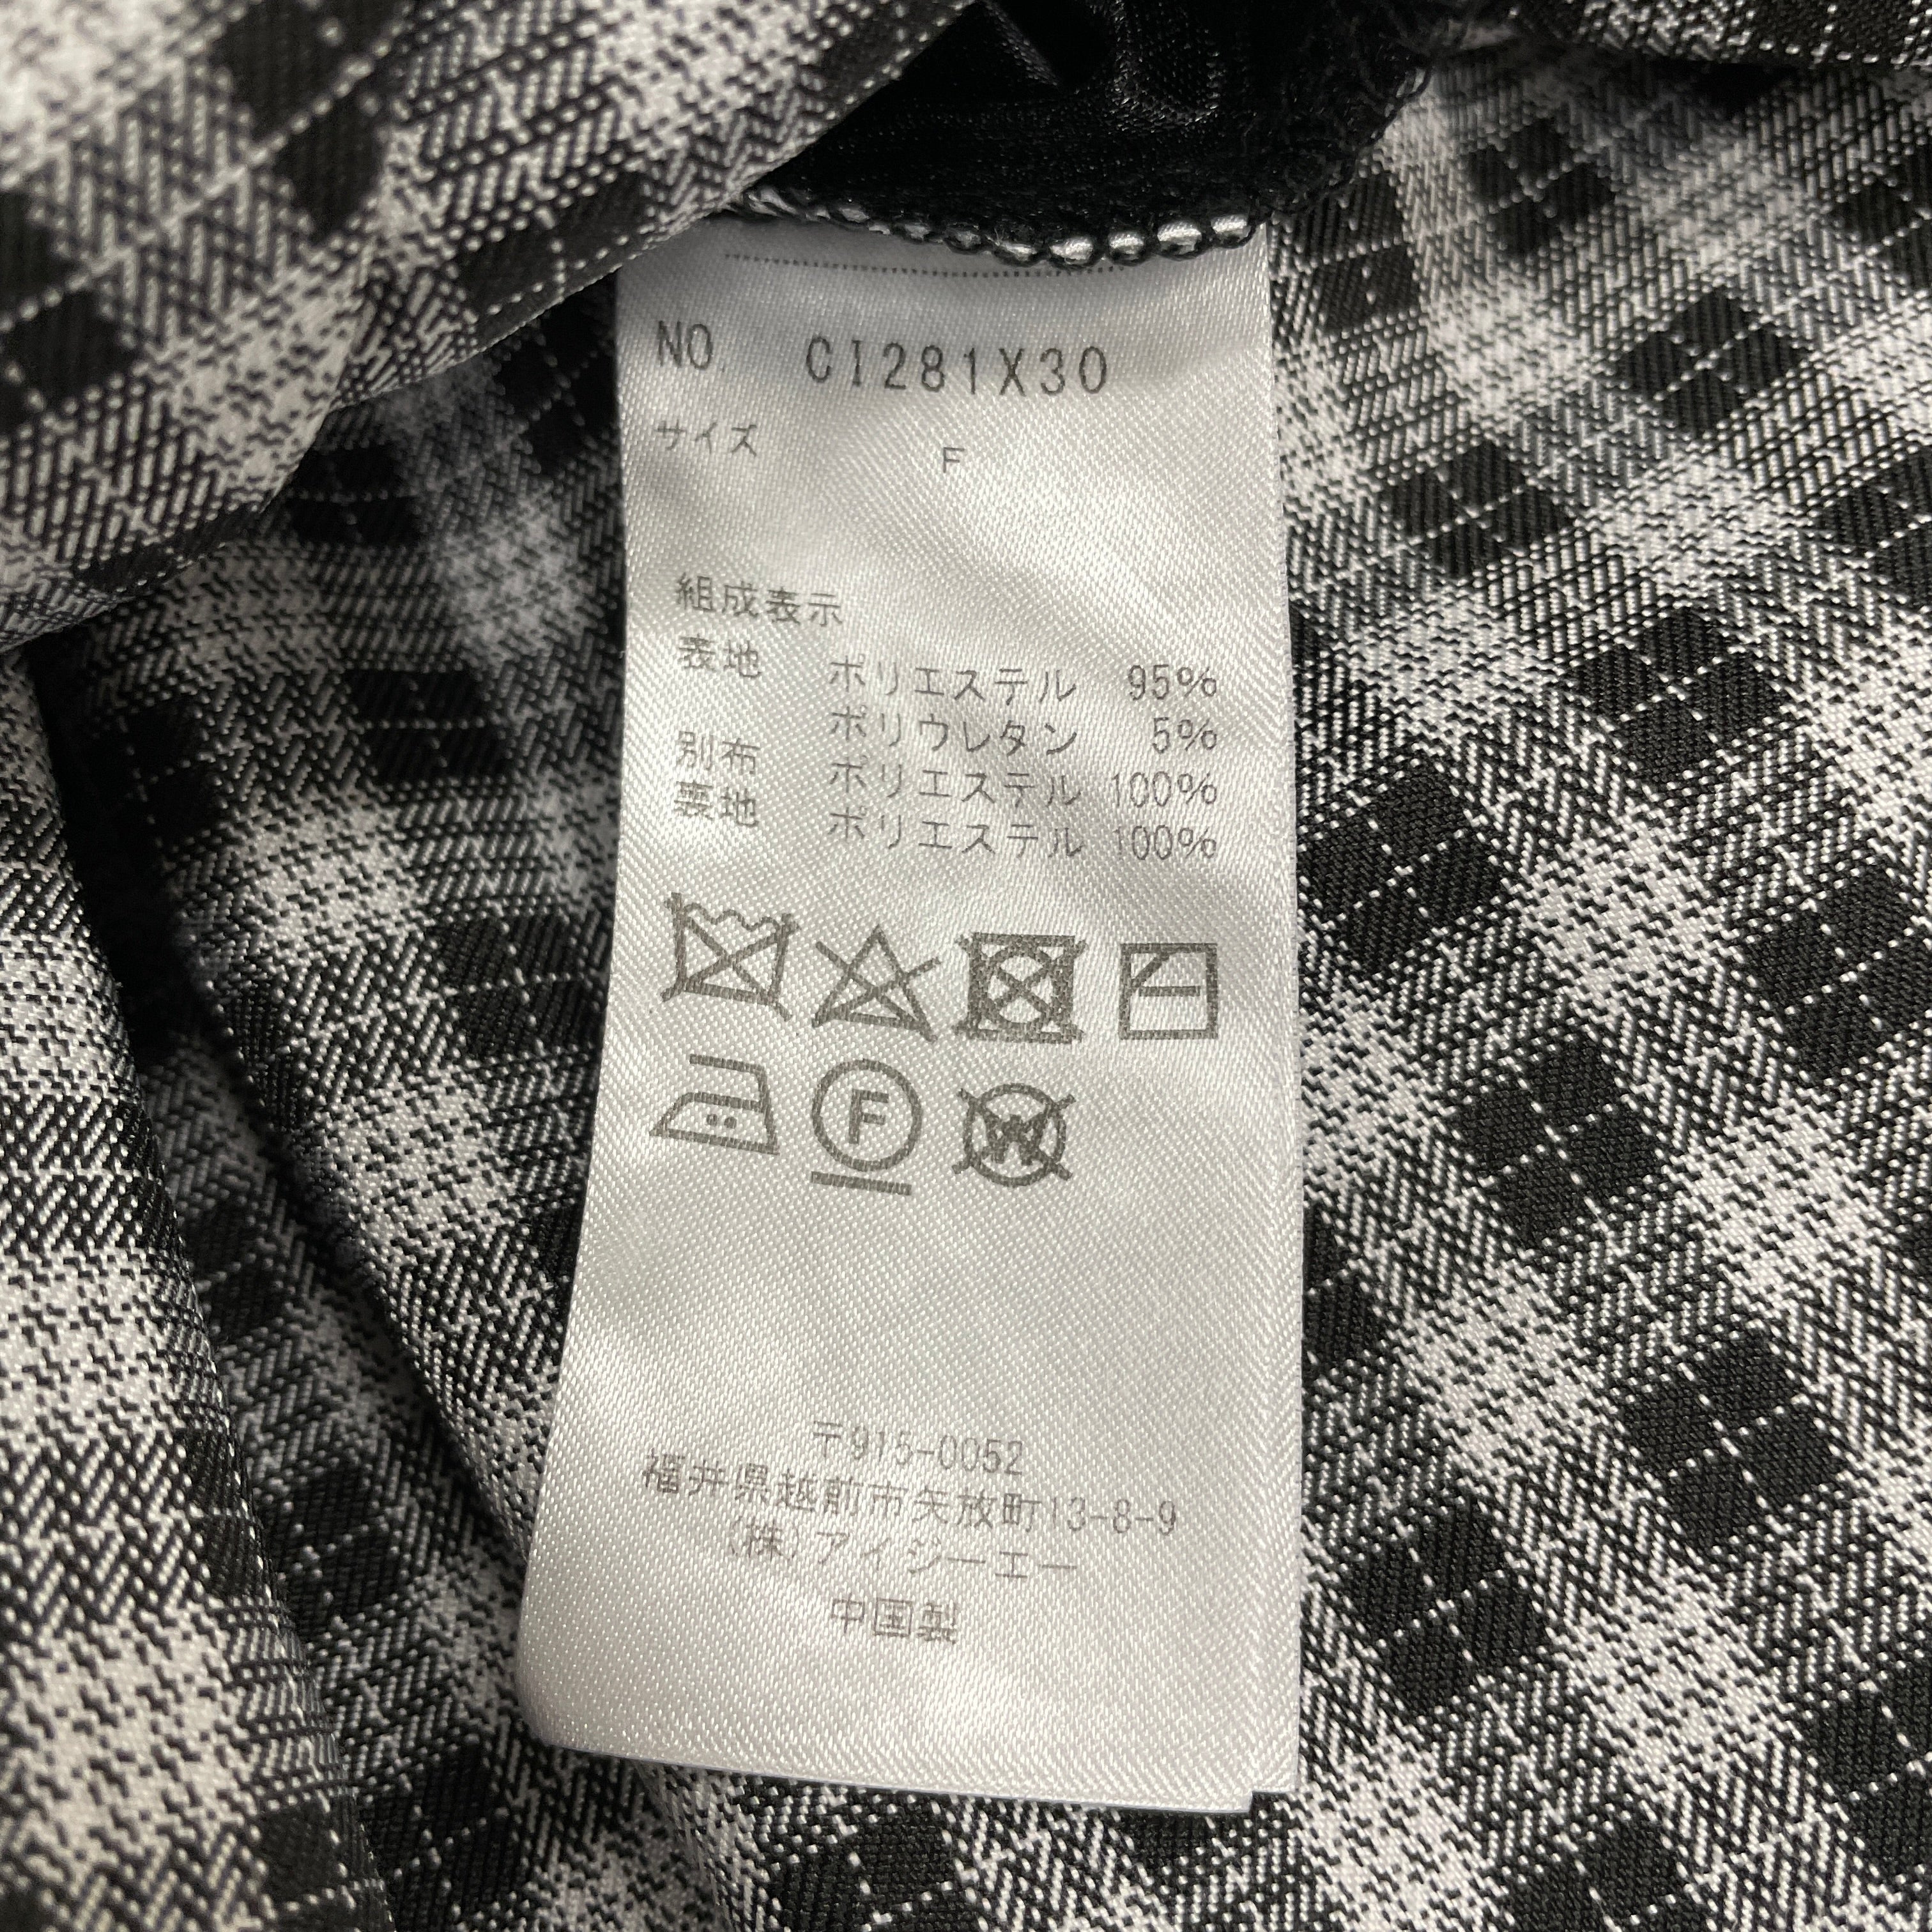 NO. CI281X30
サイズ F
組成表示
表地 ポリエステル 95%
ポリウレタン 5%
別布 ポリエステル 100%
裏地 ポリエステル 100%
F
W
〒915-0052
福井県越前市矢放町13-8-9
(株)アイシーエー
中国製